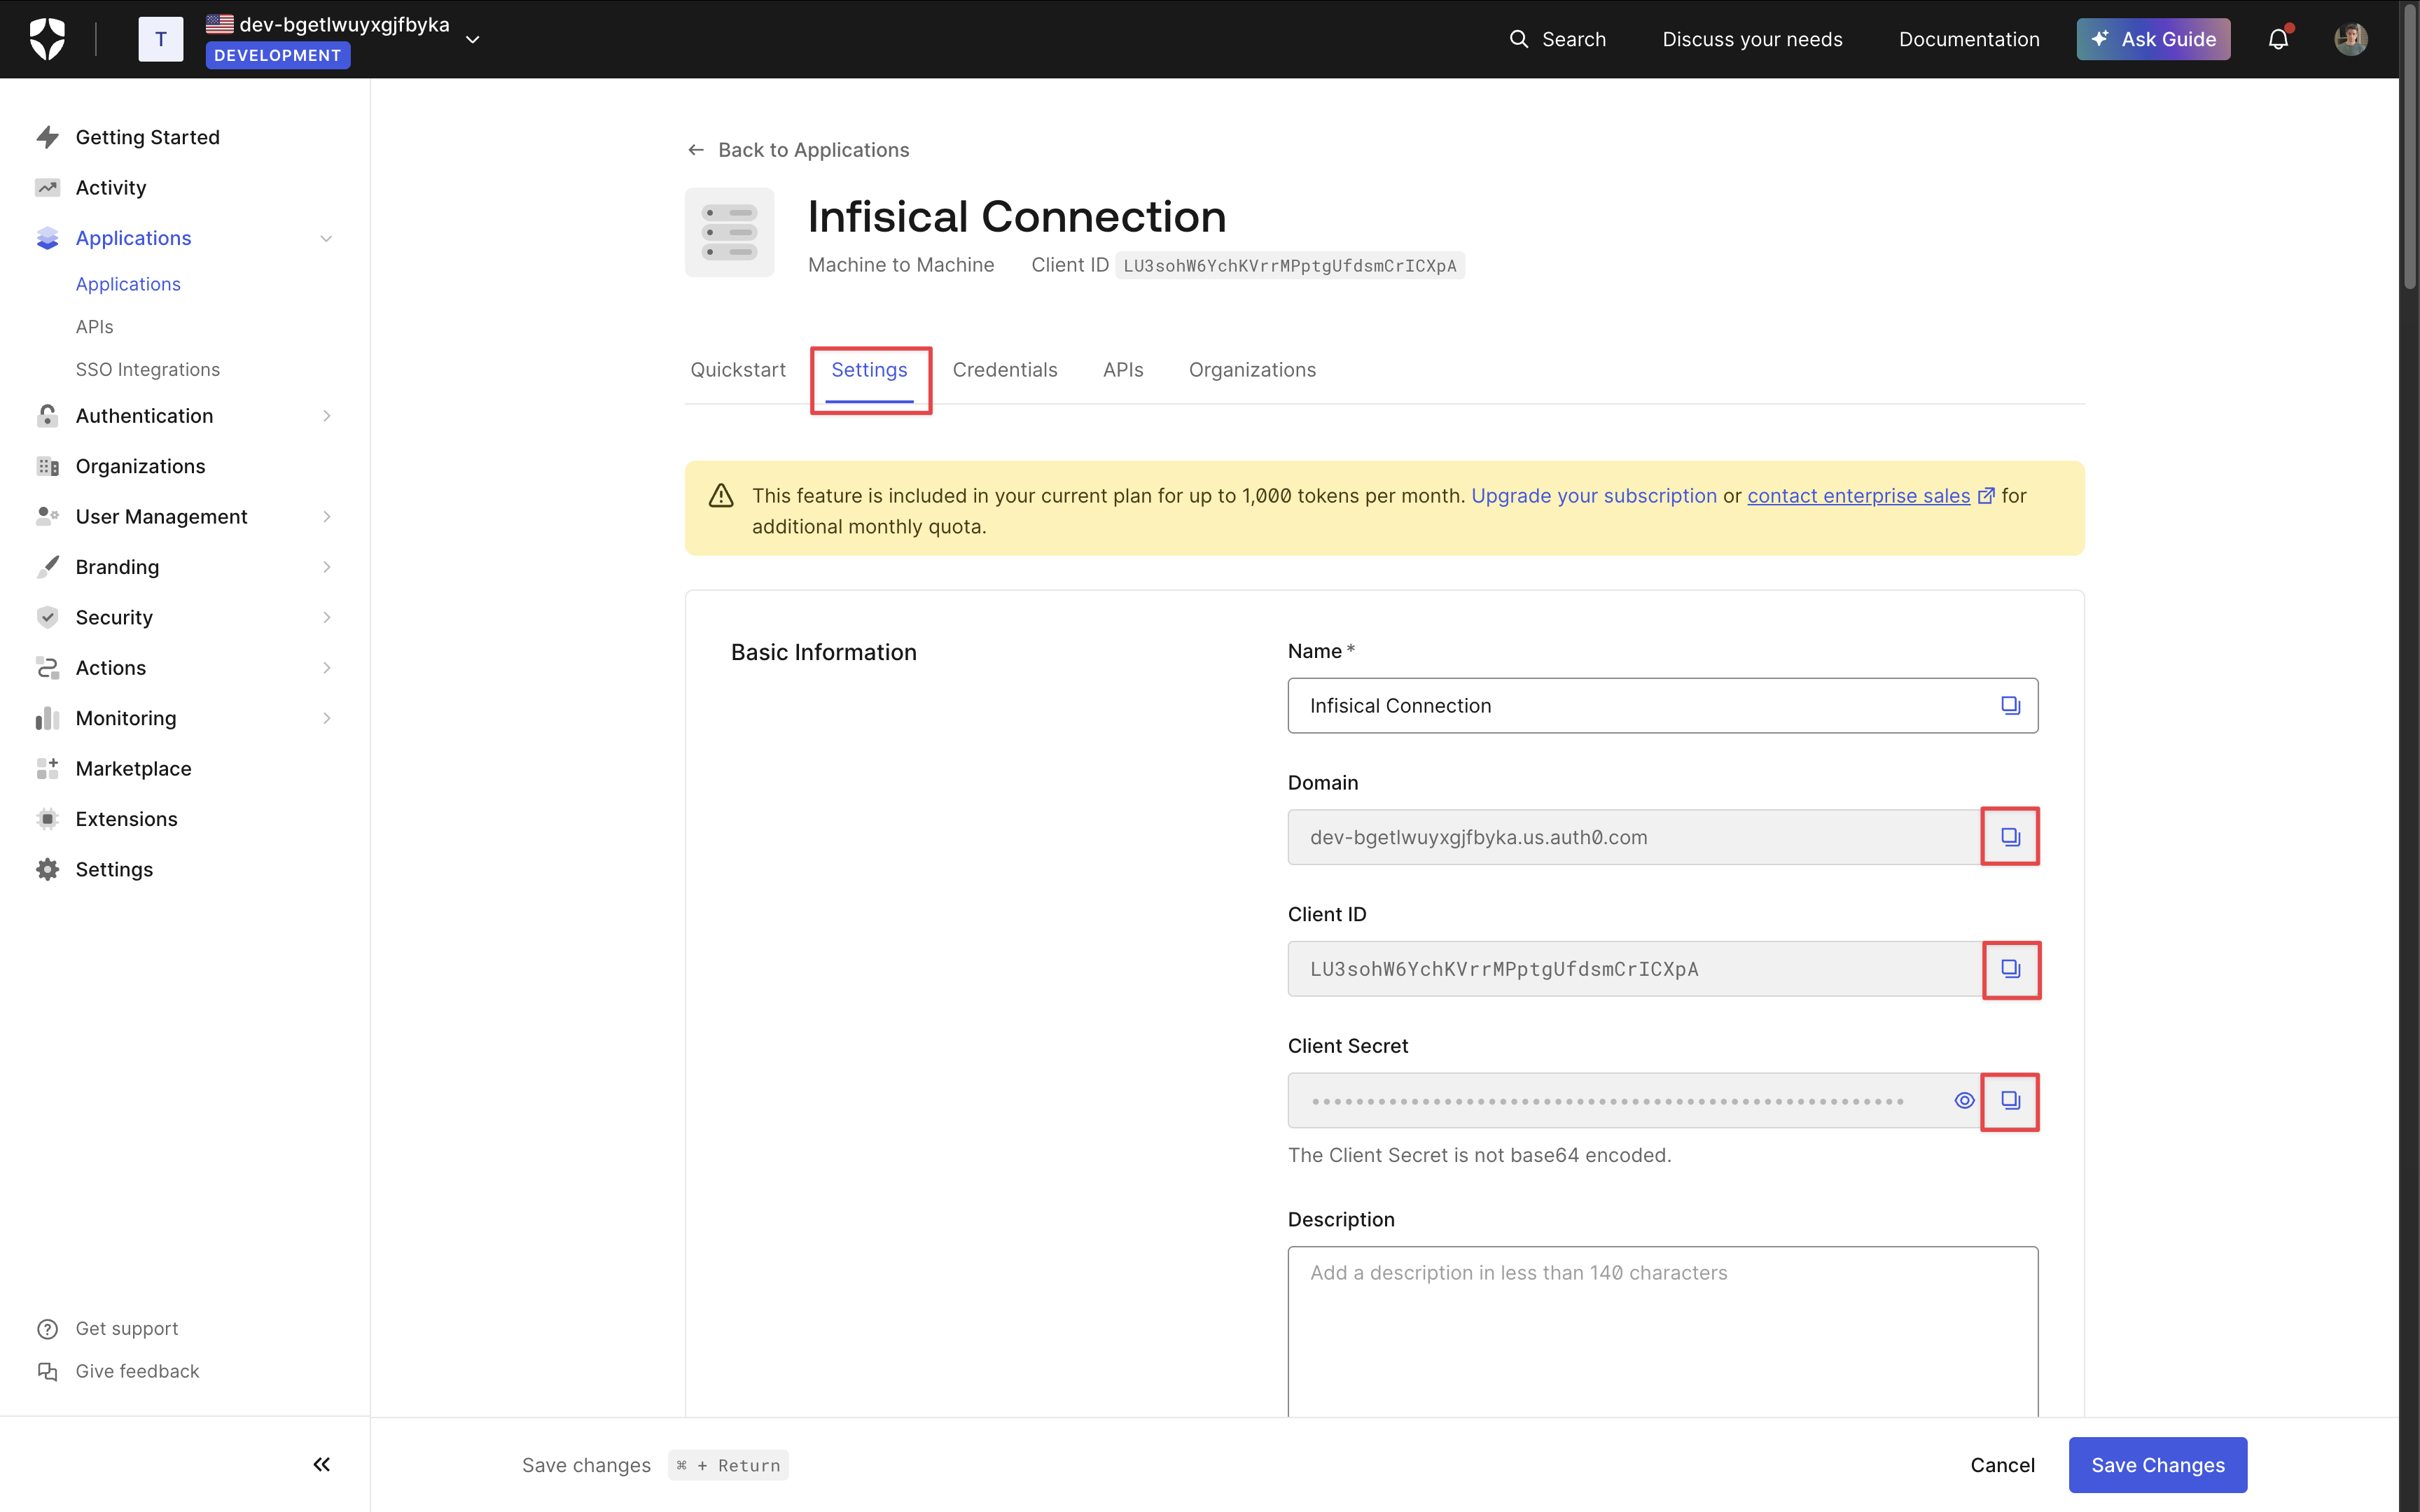 T
dev-bgetlwuyxgjfbyka
DEVELOPMENT
Search
Discuss your needs
Documentation
Ask Guide
Getting Started
Activity
Applications
Applications
APIs
SSO Integrations
Authentication
Organizations
User Management
Branding
Security
Actions
Monitoring
Marketplace
Extensions
Settings
Get support
Give feedback
Back to Applications
Infisical Connection
Machine to Machine
Client ID LU3sohW6YchKVrrMPptgUfdsmCrICXpA
Quickstart
Settings
Credentials
APIs
Organizations
This feature is included in your current plan for up to 1,000 tokens per month. Upgrade your subscription or contact enterprise sales for
additional monthly quota.
Basic Information
Name *
Infisical Connection
Domain
dev-bgetlwuyxgjfbyka.us.auth0.com
Client ID
LU3sohW6YchKVrrMPptgUfdsmCrICXpA
Client Secret
••••••••••••••••••••••••••••••••••••••••••••••••••••••
The Client Secret is not base64 encoded.
Description
Add a description in less than 140 characters
Save changes
⌘ + Return
Cancel
Save Changes